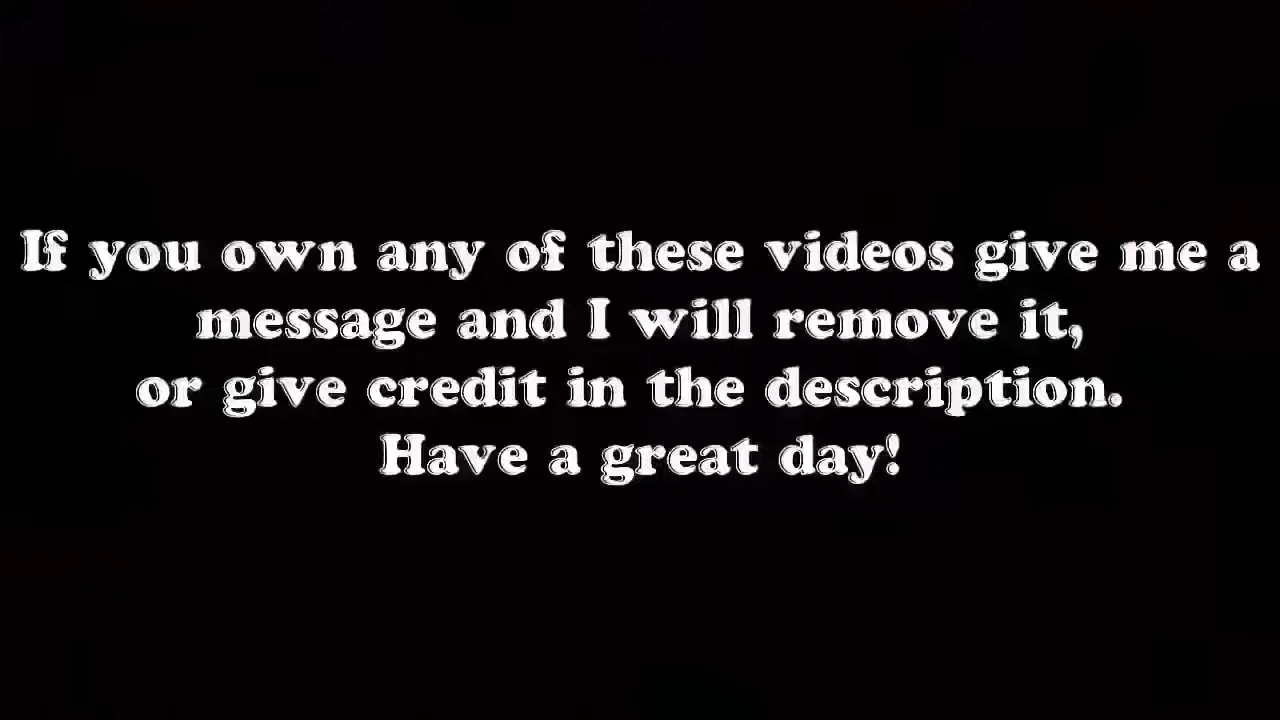 If you own any of these videos give me a
message and I will remove it,
or give credit in the description.
Have a great day!